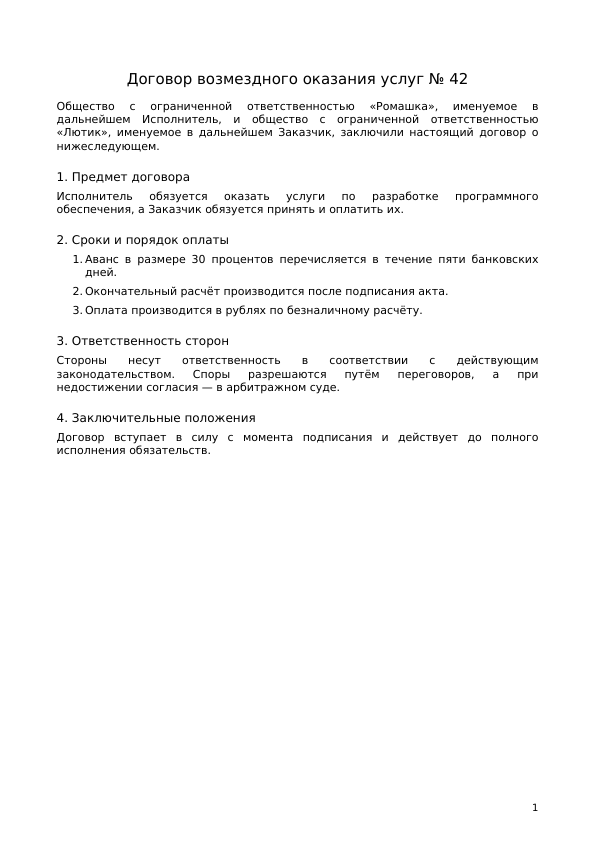 Договор возмездного оказания услуг № 42
Общество с ограниченной ответственностью «Ромашка», именуемое в
дальнейшем Исполнитель, и общество с ограниченной ответственностью
«Лютик», именуемое в дальнейшем Заказчик, заключили настоящий договор о
нижеследующем.
1. Предмет договора
Исполнитель обязуется оказать услуги по разработке программного
обеспечения, а Заказчик обязуется принять и оплатить их.
2. Сроки и порядок оплаты
1. Аванс в размере 30 процентов перечисляется в течение пяти банковских
дней.
2. Окончательный расчёт производится после подписания акта.
3. Оплата производится в рублях по безналичному расчёту.
3. Ответственность сторон
Стороны несут ответственность в соответствии с действующим
законодательством. Споры разрешаются путём переговоров, а при
недостижении согласия — в арбитражном суде.
4. Заключительные положения
Договор вступает в силу с момента подписания и действует до полного
исполнения обязательств.
1